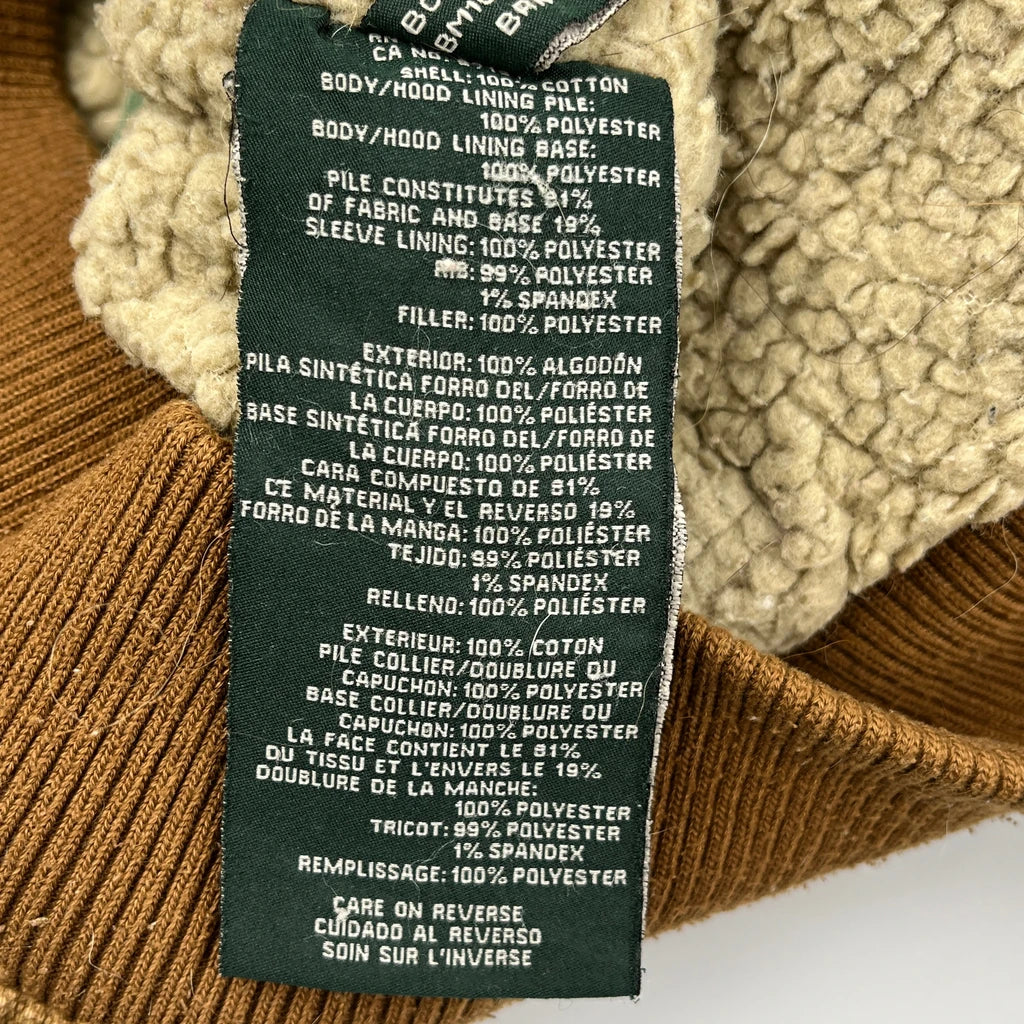 SHELL: 100% COTTON
BODY/HOOD LINING PILE:
100% POLYESTER
BODY/HOOD LINING BASE:
100% POLYESTER
PILE CONSTITUTES 81%
OF FABRIC AND BASE 19%
SLEEVE LINING: 100% POLYESTER
99% POLYESTER
1% SPANDEX
FILLER: 100% POLYESTER
EXTERIOR: 100% ALGODÓN
PILA SINTÉTICA FORRO DEL/FORRO DE
LA CUERPO: 100% POLIÉSTER
BASE SINTÉTICA FORRO DEL/FORRO DE
LA CUERPO: 100% POLIÉSTER
CARA COMPUESTO DE 81%
CE MATERIAL Y EL REVERSO 19%
FORRO DE LA MANGA: 100% POLIÉSTER
TEJIDO: 99% POLIÉSTER
1% SPANDEX
RELLENO: 100% POLIÉSTER
EXTERIEUR: 100% COTON
PILE COLLIER/DOUBLURE OU
CAPUCHON: 100% POLYESTER
BASE COLLIER/DOUBLURE OU
CAPUCHON: 100% POLYESTER
LA FACE CONTIENT LE 81%
DU TISSU ET L'ENVERS LE 19%
DOUBLURE DE LA MANCHE:
100% POLYESTER
TRICOT: 99% POLYESTER
1% SPANDEX
REMPLISSAGE: 100% POLYESTER
CARE ON REVERSE
CUIDADO AL REVERSO
SOIN SUR L'INVERSE